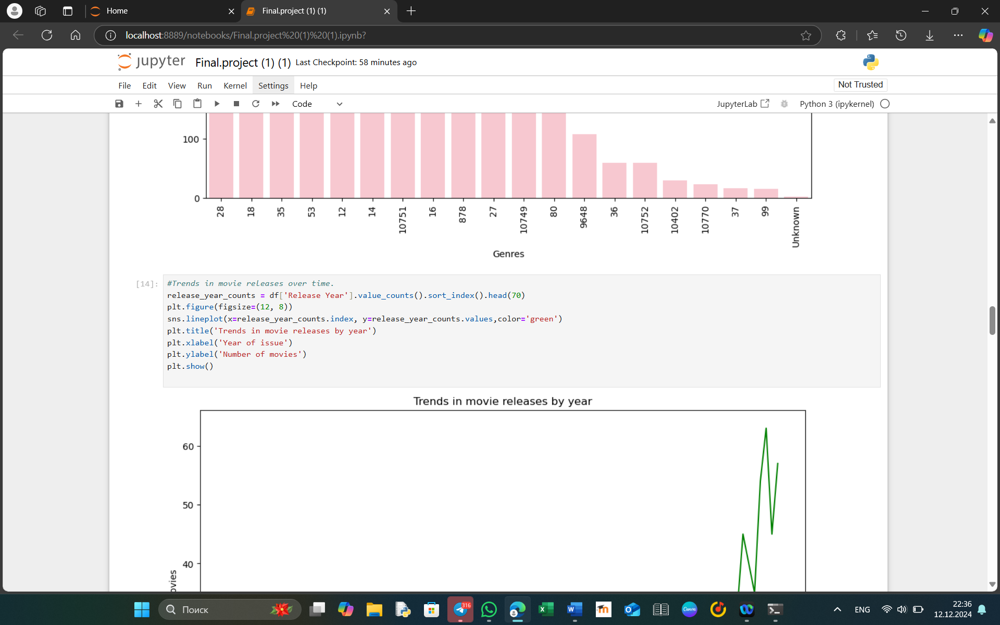 Home
Final.project (1) (1)
localhost:8889/notebooks/Final.project%20(1)%20(1).ipynb?
jupyter
Final.project (1) (1)
Last Checkpoint: 58 minutes ago
File
Edit
View
Run
Kernel
Settings
Help
Not Trusted
Code
JupyterLab
Python 3 (ipykernel)
100
0
28
18
35
53
12
14
10751
16
878
27
10749
80
9648
36
10752
10402
10770
37
99
Unknown
Genres
[14]:
#Trends in movie releases over time.
release_year_counts = df['Release Year'].value_counts().sort_index().head(70)
plt.figure(figsize=(12, 8))
sns.lineplot(x=release_year_counts.index, y=release_year_counts.values,color='green')
plt.title('Trends in movie releases by year')
plt.xlabel('Year of issue')
plt.ylabel('Number of movies')
plt.show()
Trends in movie releases by year
60
50
40
ovies
Поиск
316
Canva
ENG
22:36
12.12.2024